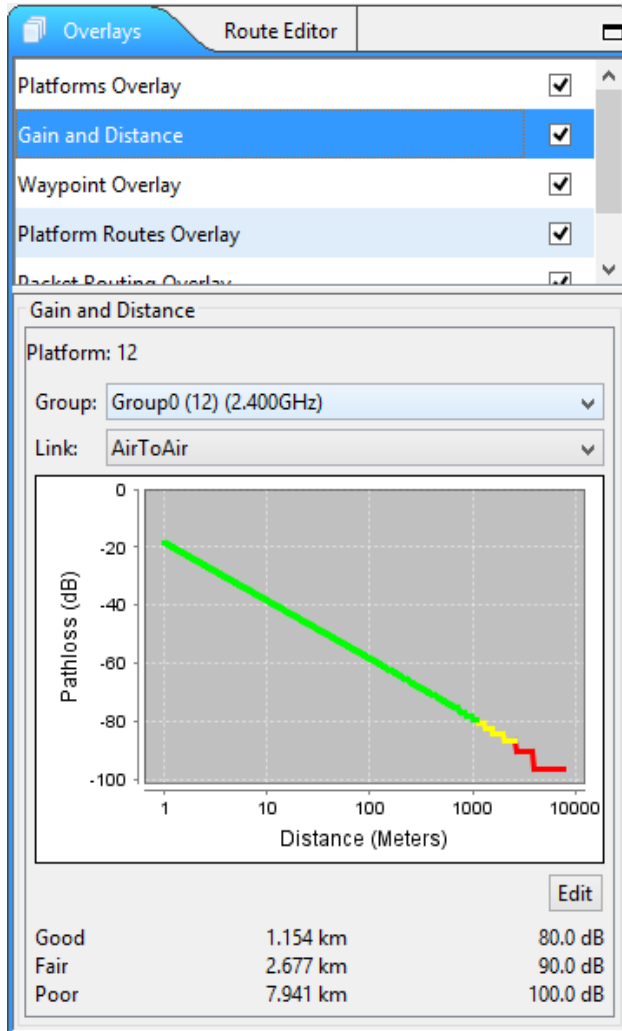 Overlays Route Editor
Platforms Overlay
Gain and Distance
Waypoint Overlay
Platform Routes Overlay
Packet Routing Overlay
Gain and Distance
Platform: 12
Group: Group0 (12) (2.400GHz)
Link: AirToAir
0
-20
-40
-60
-80
-100
Pathloss (dB)
1 10 100 1000 10000
Distance (Meters)
Edit
Good 1.154 km 80.0 dB
Fair 2.677 km 90.0 dB
Poor 7.941 km 100.0 dB